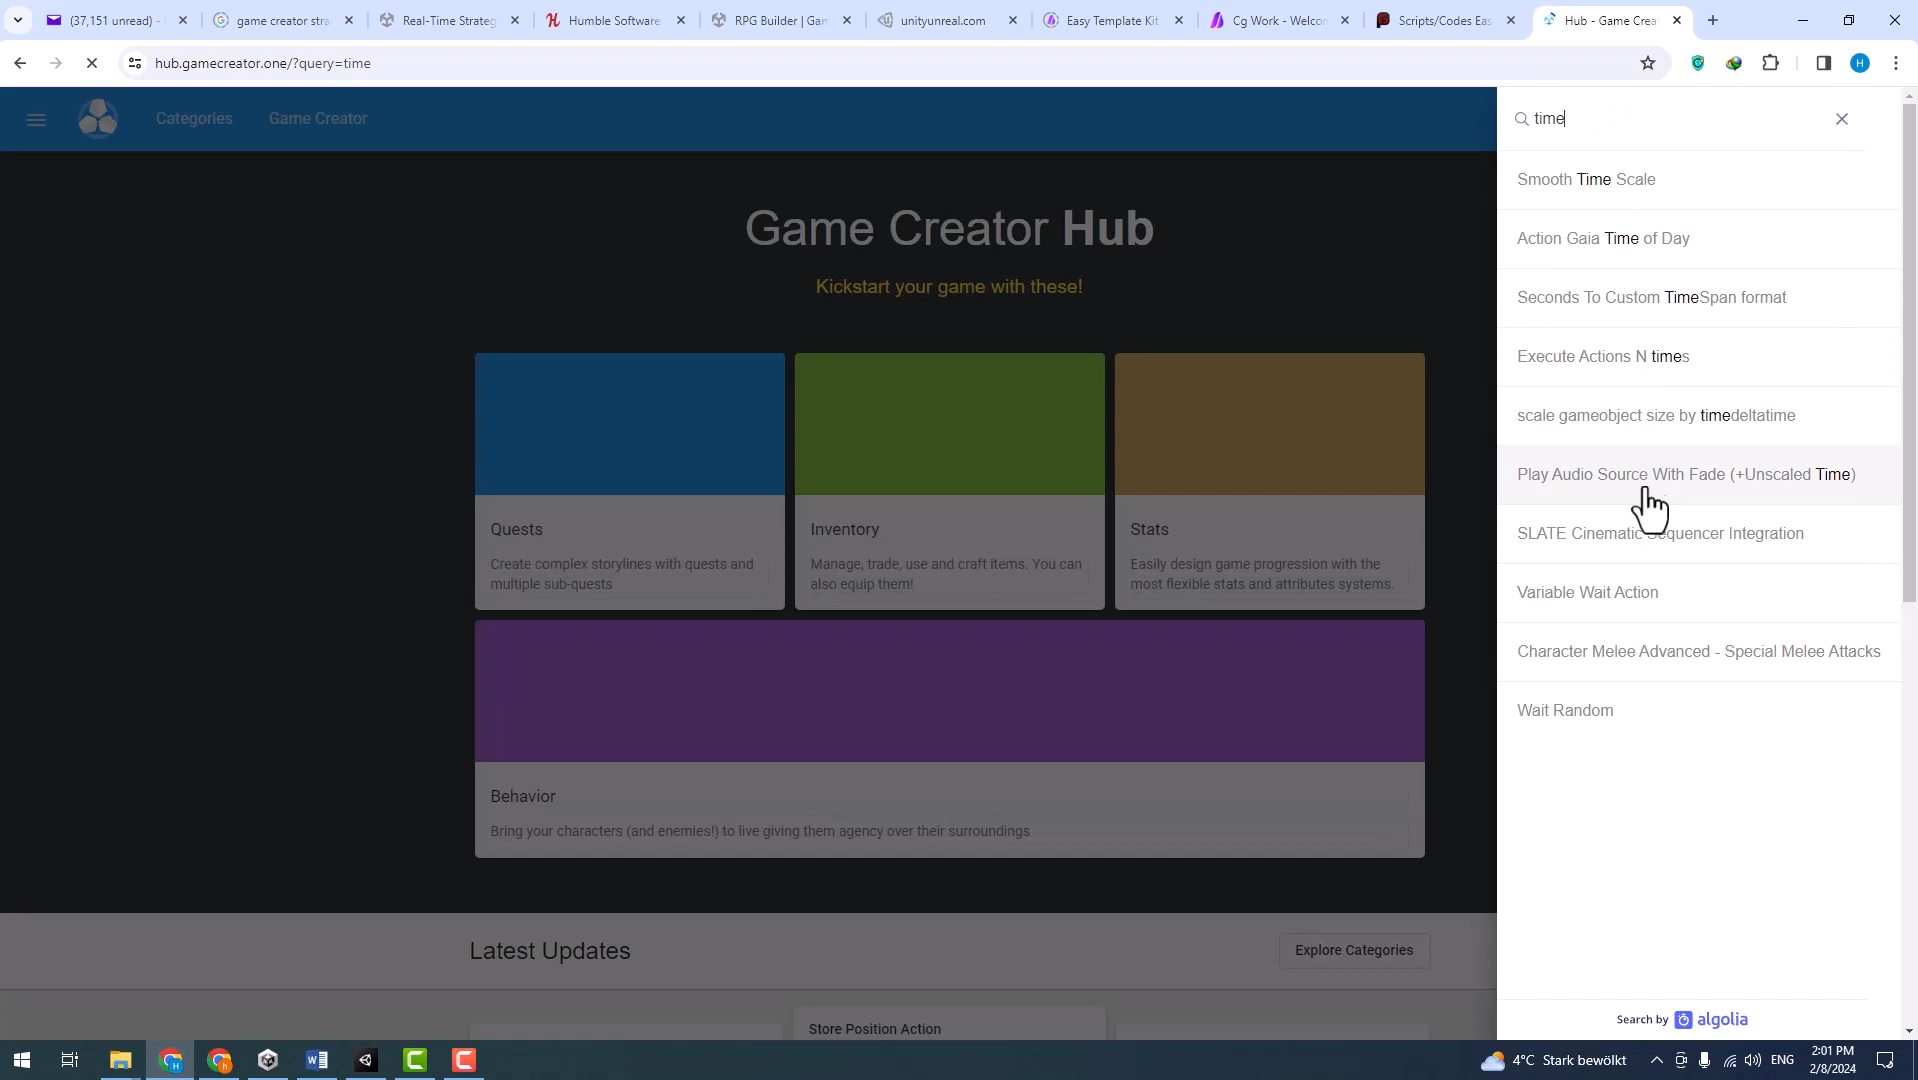 (37,151 unread) -
game creator stra
Real-Time Strateg
Humble Software
RPG Builder | Gam
unityunreal.com
Easy Template Kit
Cg Work - Welcon
Scripts/Codes Eas
Hub - Game Creat
hub.gamecreator.one/?query=time
H
Categories
Game Creator
time
Smooth Time Scale
Action Gaia Time of Day
Seconds To Custom TimeSpan format
Execute Actions N times
scale gameobject size by timedeltatime
Play Audio Source With Fade (+Unscaled Time)
SLATE Cinematic Sequencer Integration
Variable Wait Action
Character Melee Advanced - Special Melee Attacks
Wait Random
Search by algolia
Game Creator Hub
Kickstart your game with these!
Quests
Create complex storylines with quests and
multiple sub-quests
Inventory
Manage, trade, use and craft items. You can
also equip them!
Stats
Easily design game progression with the
most flexible stats and attributes systems.
Behavior
Bring your characters (and enemies!) to live giving them agency over their surroundings
Latest Updates
Explore Categories
Store Position Action
4°C Stark bewölkt
ENG
2:01 PM
2/8/2024